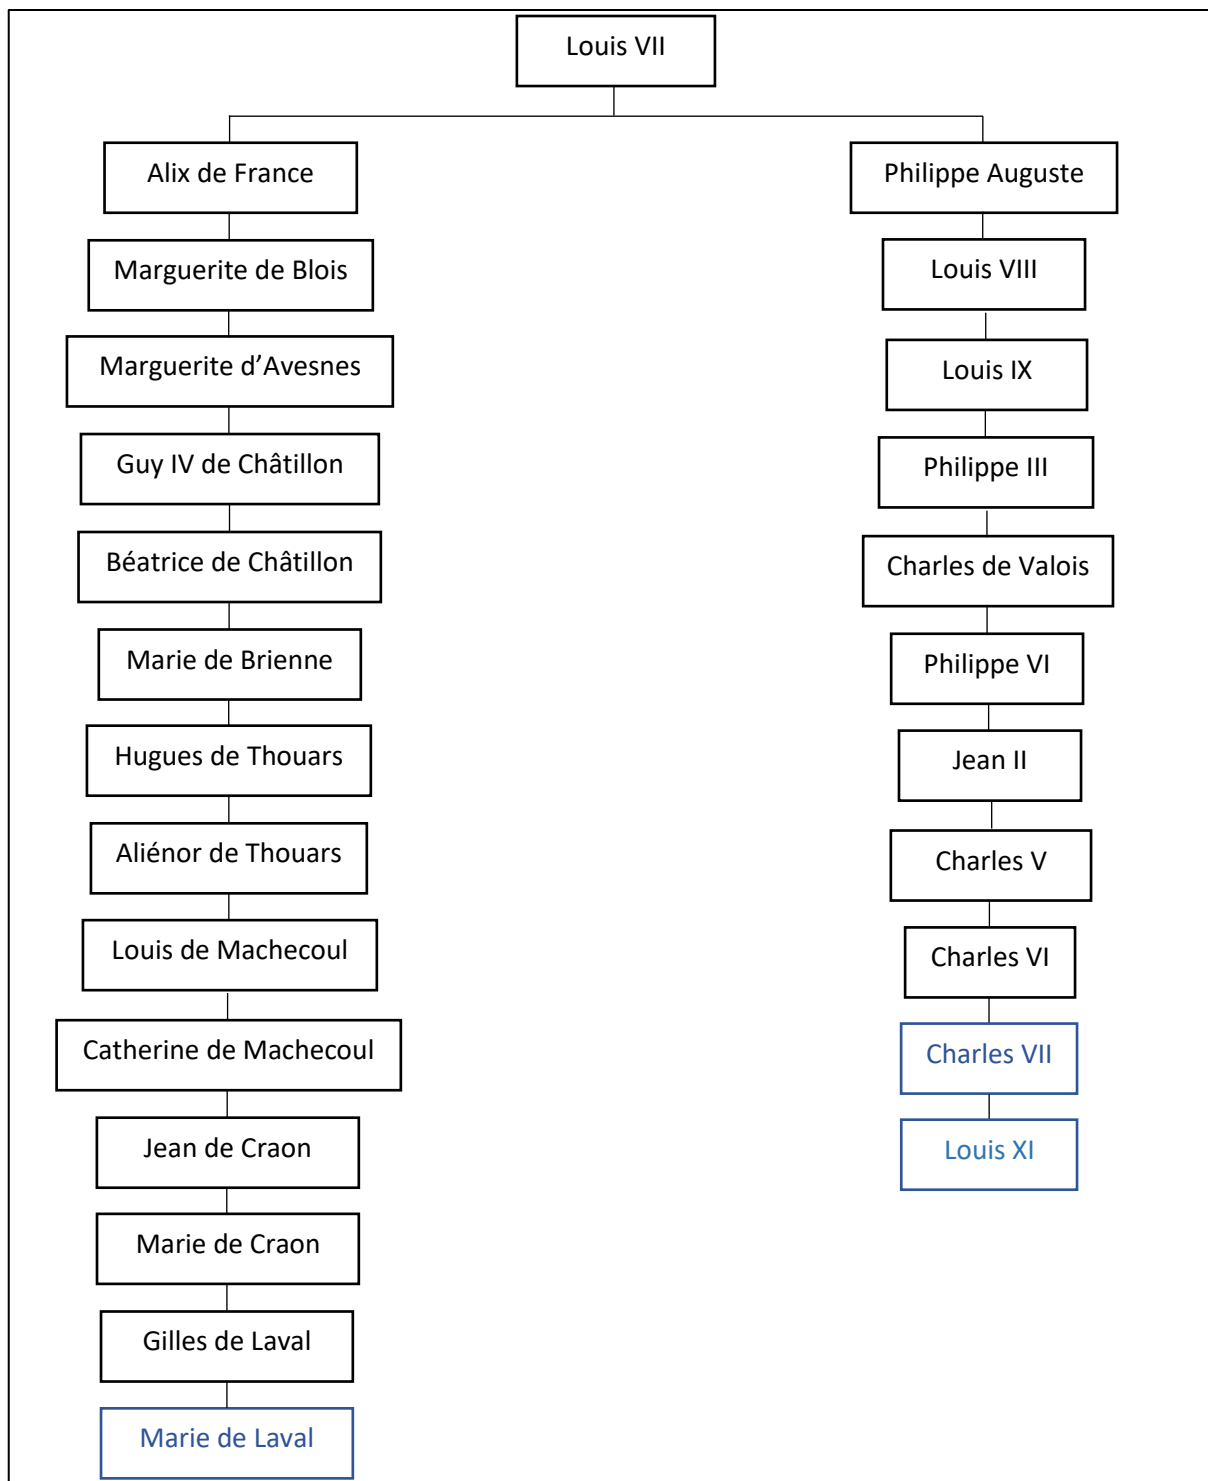 Louis VII
Alix de France
Philippe Auguste
Marguerite de Blois
Louis VIII
Marguerite d’Avesnes
Louis IX
Guy IV de Châtillon
Philippe III
Béatrice de Châtillon
Charles de Valois
Marie de Brienne
Philippe VI
Hugues de Thouars
Jean II
Aliénor de Thouars
Charles V
Louis de Machecoul
Charles VI
Catherine de Machecoul
Charles VII
Jean de Craon
Louis XI
Marie de Craon
Gilles de Laval
Marie de Laval